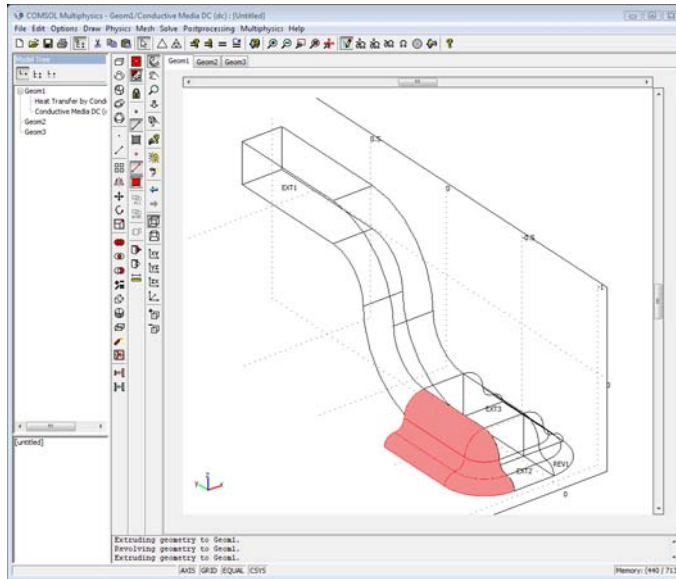 COMSOL Multiphysics - Geom1/Conductive Media DC (dc) : [Untitled]
File Edit Options Draw Physics Mesh Solve Postprocessing Multiphysics Help
Model Tree
Geom1 Geom2 Geom3
Geom1
Heat Transfer by Condu
Conductive Media DC (
Geom2
Geom3
0.5
0
-0.5
-1
EXT1
0
EXT3
EXT2
REV1
0
z
y
x
[untitled]
Extruding geometry to Geom1.
Revolving geometry to Geom1.
Extruding geometry to Geom1.
AXIS GRID EQUAL CSYS
Memory: (440 / 71